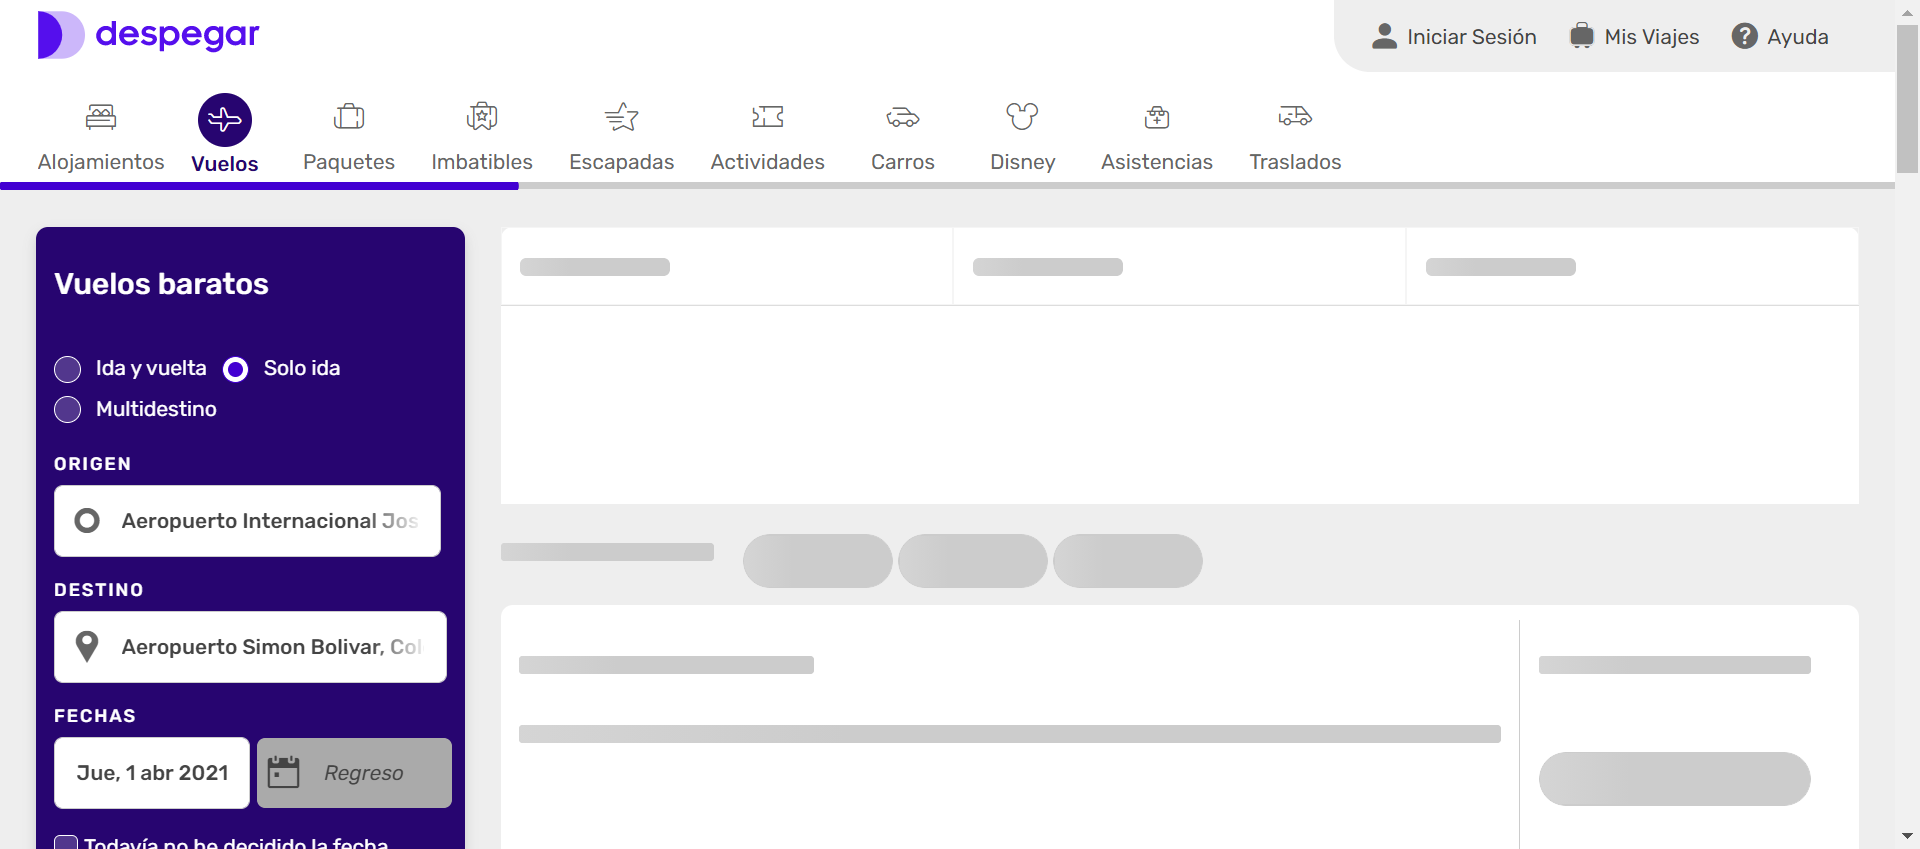 despegar
Iniciar Sesión
Mis Viajes
Ayuda
Alojamientos
Vuelos
Paquetes
Imbatibles
Escapadas
Actividades
Carros
Disney
Asistencias
Traslados
Vuelos baratos
Ida y vuelta
Solo ida
Multidestino
ORIGEN
Aeropuerto Internacional Jos
DESTINO
Aeropuerto Simon Bolivar, Col
FECHAS
Jue, 1 abr 2021
Regreso
Todavía no he decidido la fecha